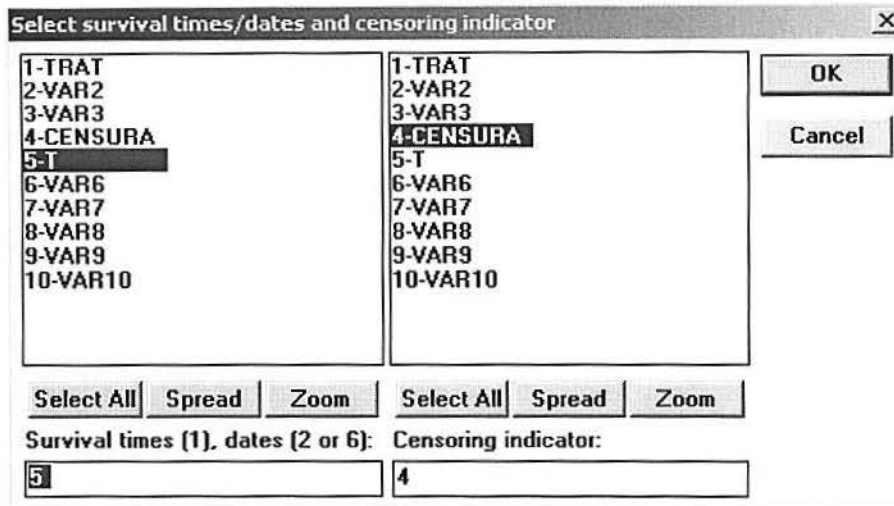 Select survival times/dates and censoring indicator
1-TRAT
2-VAR2
3-VAR3
4-CENSURA
5-T
6-VAR6
7-VAR7
8-VAR8
9-VAR9
10-VAR10
1-TRAT
2-VAR2
3-VAR3
4-CENSURA
5-T
6-VAR6
7-VAR7
8-VAR8
9-VAR9
10-VAR10
OK
Cancel
Select All Spread Zoom
Select All Spread Zoom
Survival times (1), dates (2 or 6):
5
Censoring indicator:
4